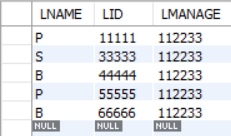 LNAME LID LMANAGE
P 11111 112233
S 33333 112233
B 44444 112233
P 55555 112233
B 66666 112233
NULL NULL NULL